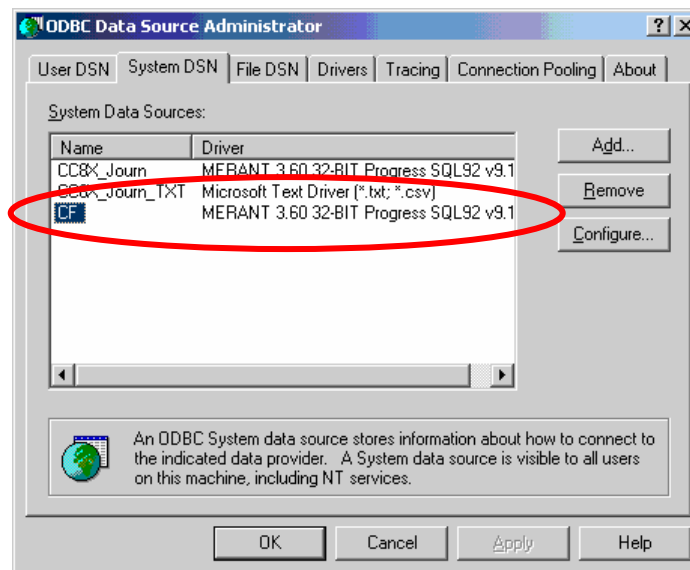 ODBC Data Source Administrator
User DSN System DSN File DSN Drivers Tracing Connection Pooling About
System Data Sources:
Name Driver
CC8X_Journ MERANT 3.60 32-BIT Progress SQL92 v9.1
CC8X_Journ_TXT Microsoft Text Driver (*.txt; *.csv)
CF MERANT 3.60 32-BIT Progress SQL92 v9.1
Add...
Remove
Configure...
An ODBC System data source stores information about how to connect to
the indicated data provider. A System data source is visible to all users
on this machine, including NT services.
OK Cancel Apply Help